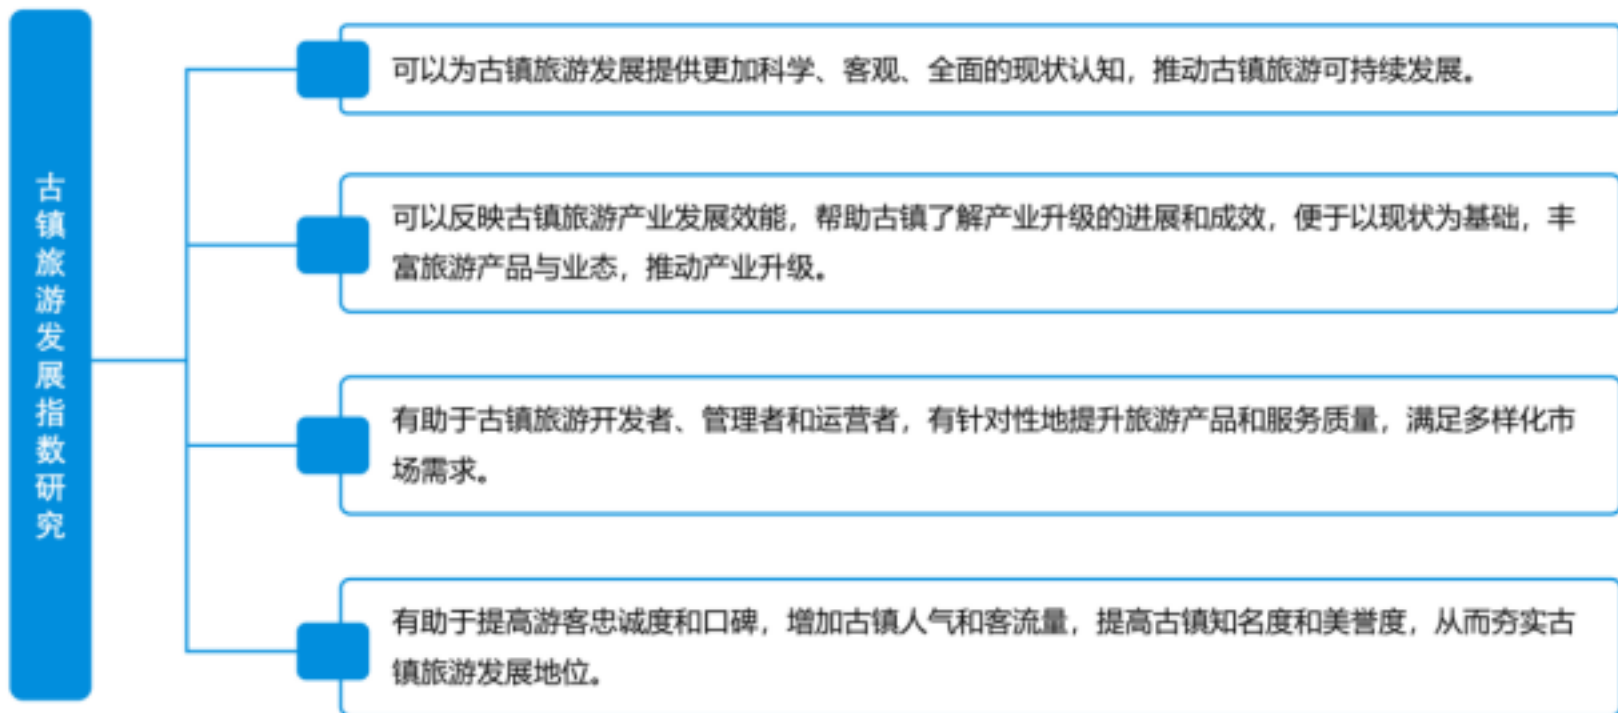 古镇旅游发展指数研究
可以为古镇旅游发展提供更加科学、客观、全面的现状认知，推动古镇旅游可持续发展。
可以反映古镇旅游产业发展效能，帮助古镇了解产业升级的进展和成效，便于以现状为基础，丰
富旅游产品与业态，推动产业升级。
有助于古镇旅游开发者、管理者和运营者，有针对性地提升旅游产品和服务质量，满足多样化市
场需求。
有助于提高游客忠诚度和口碑，增加古镇人气和客流量，提高古镇知名度和美誉度，从而夯实古
镇旅游发展地位。